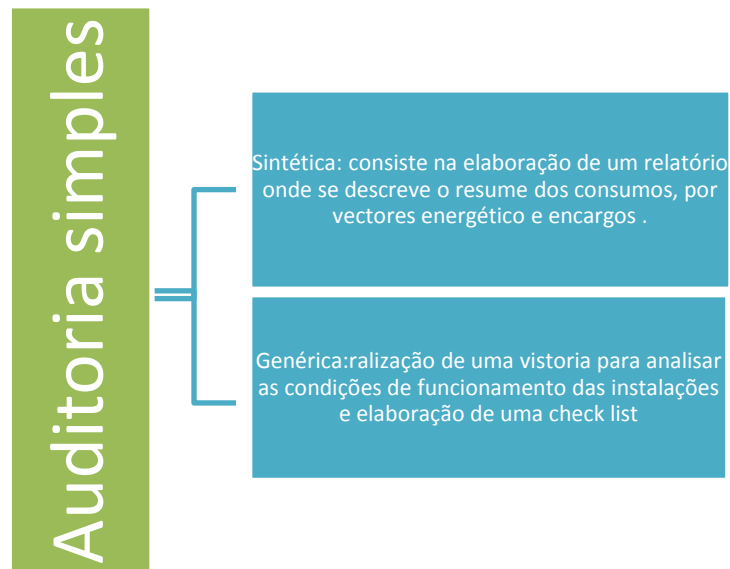 Auditoria simples
Sintética: consiste na elaboração de um relatório
onde se descreve o resume dos consumos, por
vectores energético e encargos .
Genérica:ralização de uma vistoria para analisar
as condições de funcionamento das instalações
e elaboração de uma check list